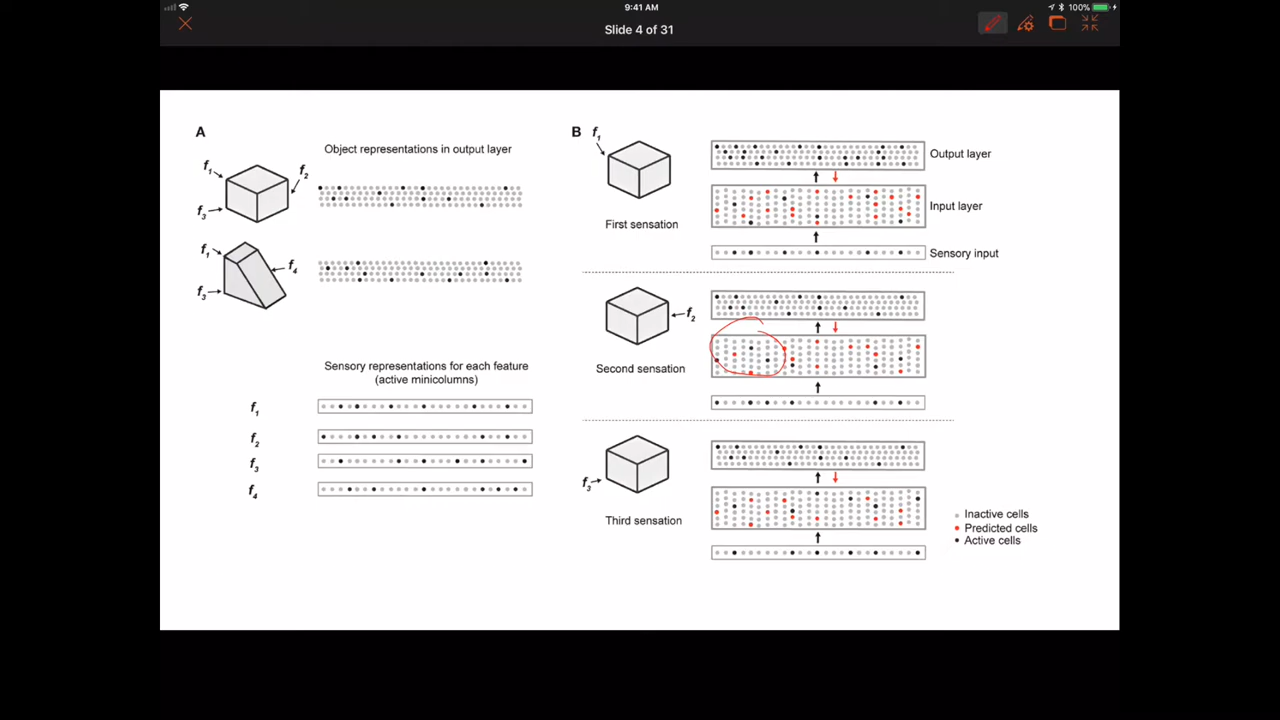 9:41 AM
100%
Slide 4 of 31
A
Object representations in output layer
f1
f2
f3
f1
f4
f3
Sensory representations for each feature
(active minicolumns)
f1
f2
f3
f4
B
f1
Output layer
Input layer
First sensation
Sensory input
f2
Second sensation
f3
Third sensation
Inactive cells
Predicted cells
Active cells